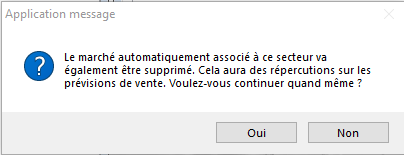 Application message
Le marché automatiquement associé à ce secteur va
également être supprimé. Cela aura des répercutions sur les
prévisions de vente. Voulez-vous continuer quand même ?
Oui
Non